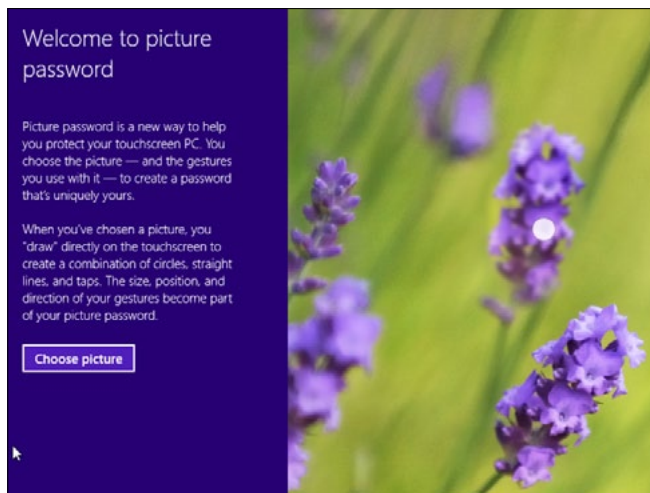 Welcome to picture
password
Picture password is a new way to help
you protect your touchscreen PC. You
choose the picture — and the gestures
you use with it — to create a password
that's uniquely yours.
When you've chosen a picture, you
"draw" directly on the touchscreen to
create a combination of circles, straight
lines, and taps. The size, position, and
direction of your gestures become part
of your picture password.
Choose picture